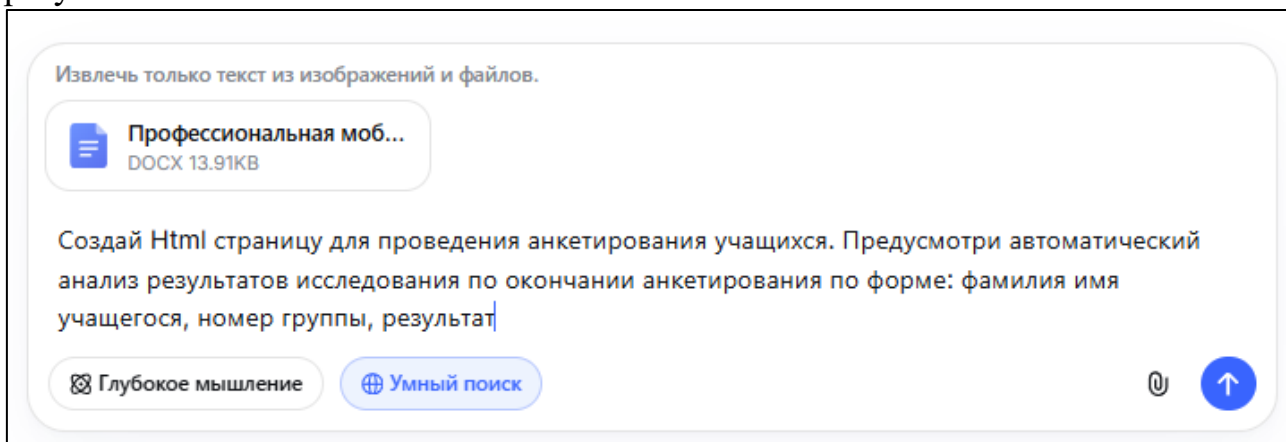 Извлечь только текст из изображений и файлов.
Профессиональная моб...
DOCX 13.91KB
Создай Html страницу для проведения анкетирования учащихся. Предусмотри автоматический
анализ результатов исследования по окончании анкетирования по форме: фамилия имя
учащегося, номер группы, результат
Глубокое мышление
Умный поиск